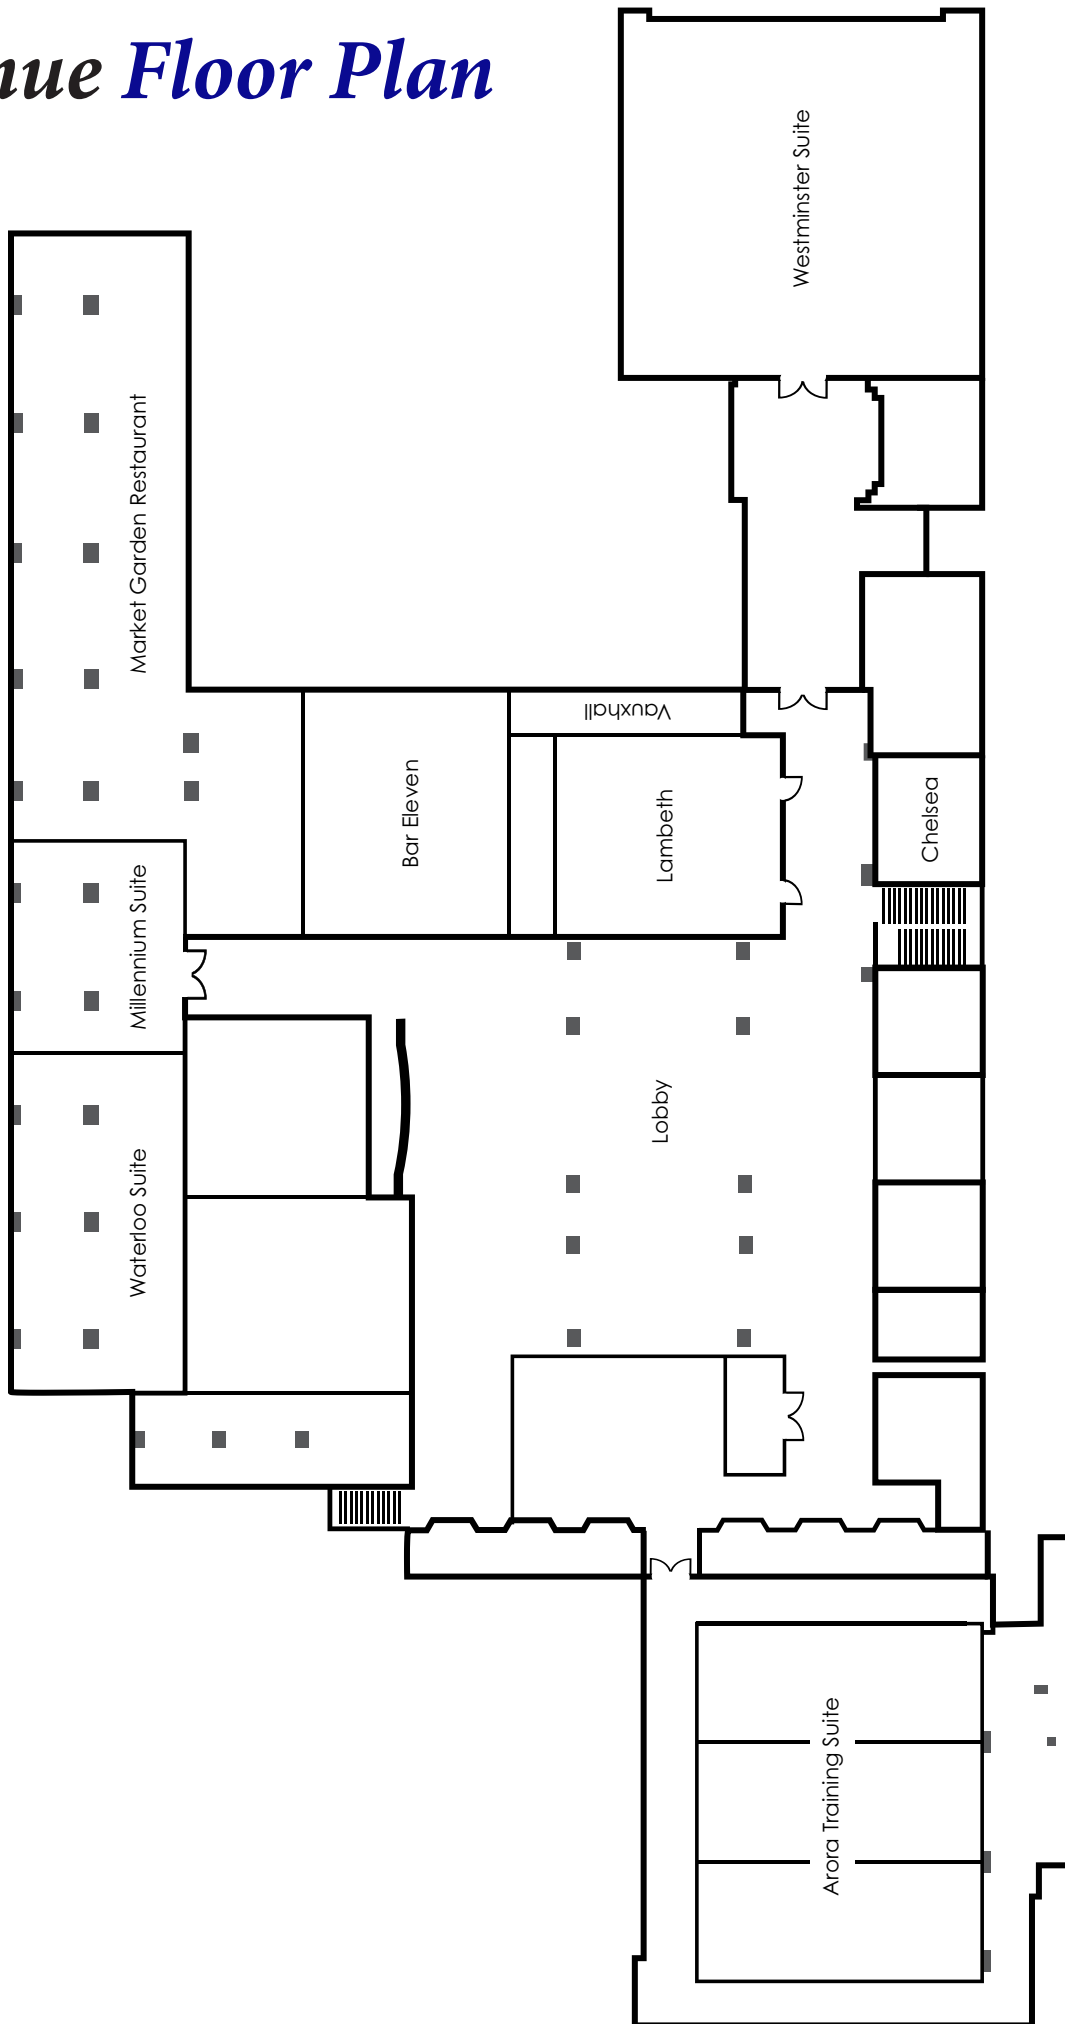 Floor Plan
Westminster Suite
Market Garden Restaurant
Vauxhall
Bar Eleven
Lambeth
Chelsea
Millennium Suite
Lobby
Waterloo Suite
Arora Training Suite